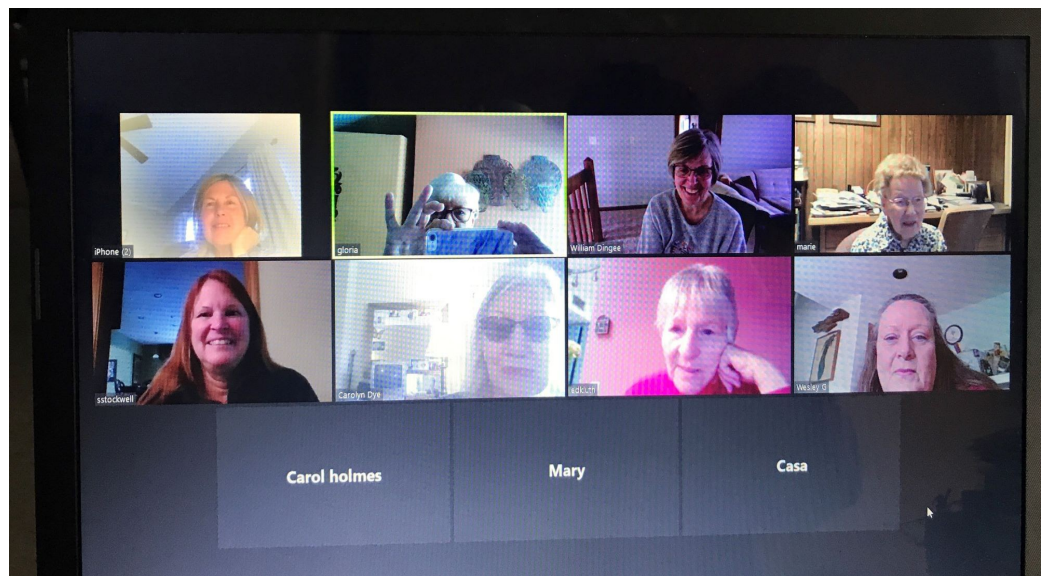 iPhone (2)
gloria
William Dingee
marie
sstockwell
Carolyn Dye
Wesley G
Carol holmes
Mary
Casa